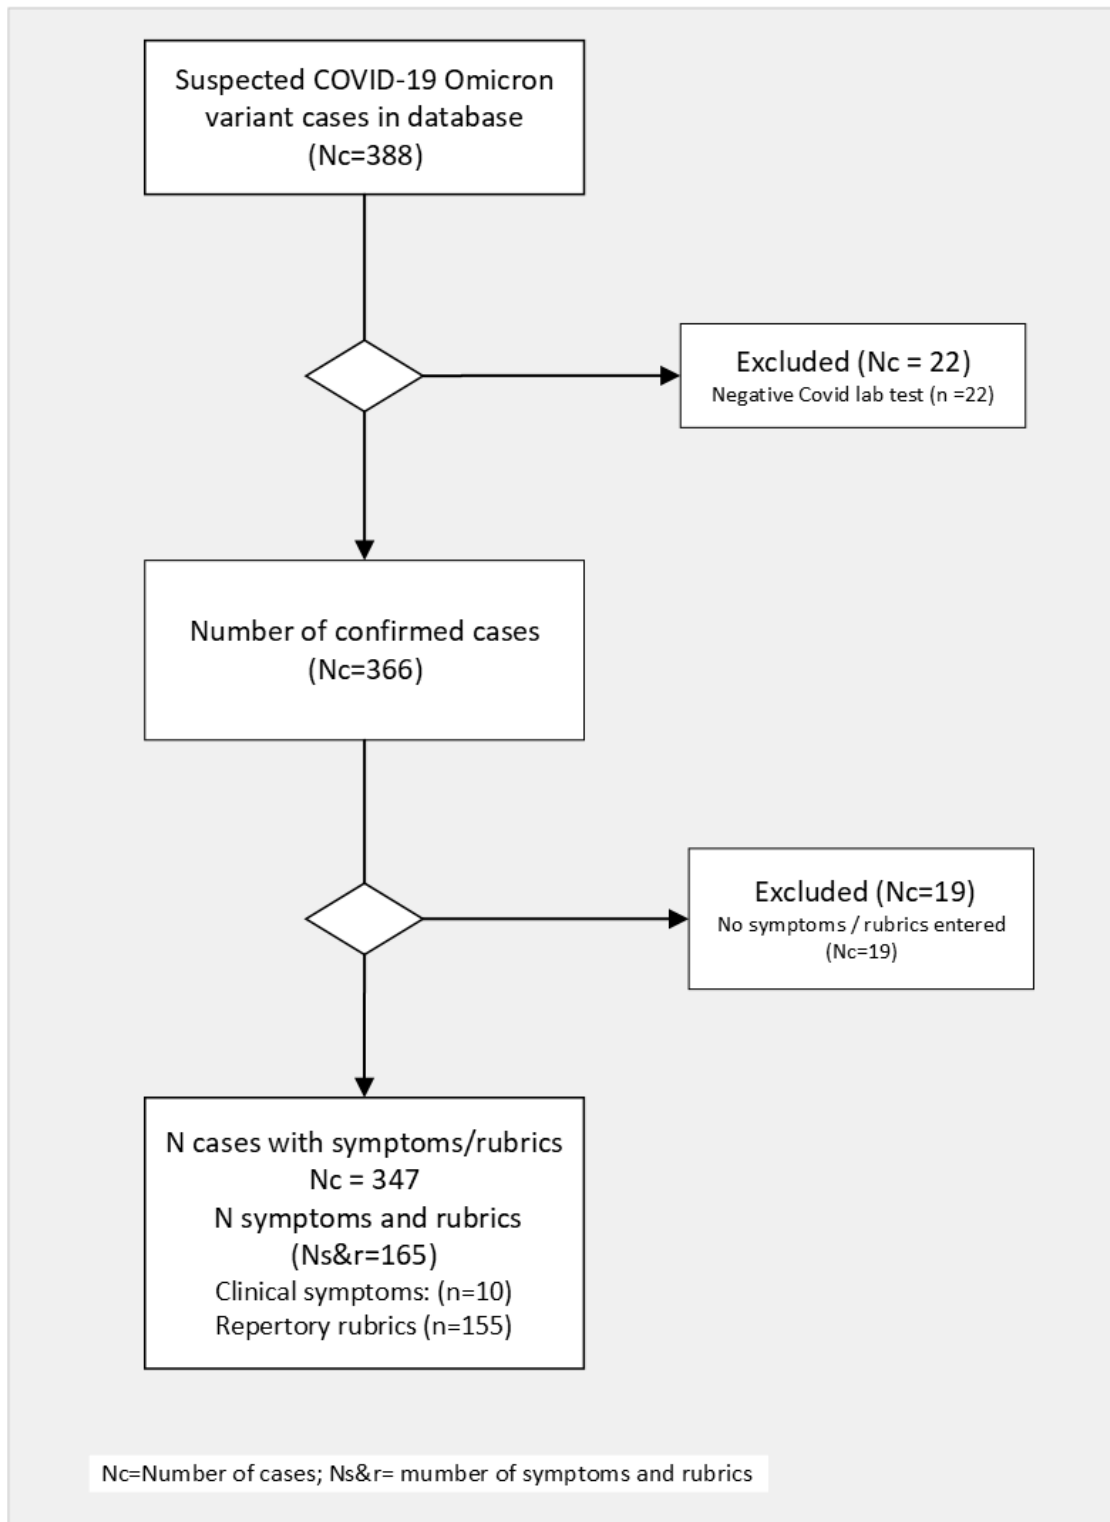 Suspected COVID-19 Omicron
variant cases in database
(Nc=388)
Excluded (Nc = 22)
Negative Covid lab test (n =22)
Number of confirmed cases
(Nc=366)
Excluded (Nc=19)
No symptoms / rubrics entered
(Nc=19)
N cases with symptoms/rubrics
Nc = 347
N symptoms and rubrics
(Ns&r=165)
Clinical symptoms: (n=10)
Repertory rubrics (n=155)
Nc=Number of cases; Ns&r= mumber of symptoms and rubrics